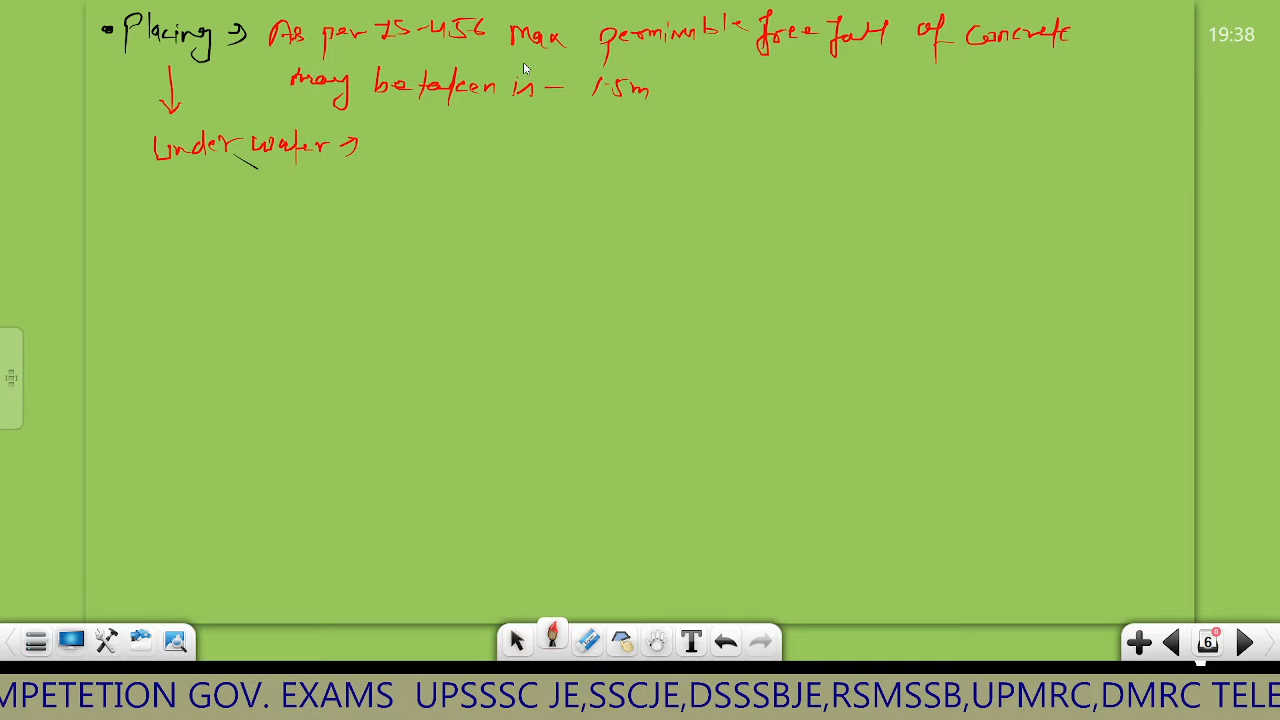 • Placing → As per IS-456 max permissible free fall of concrete
19:38
may be taken is – 1.5m
Under water →
6
MPETETION GOV. EXAMS UPSSSC JE,SSCJE,DSSSBJE,RSMSSB,UPMRC,DMRC TELE